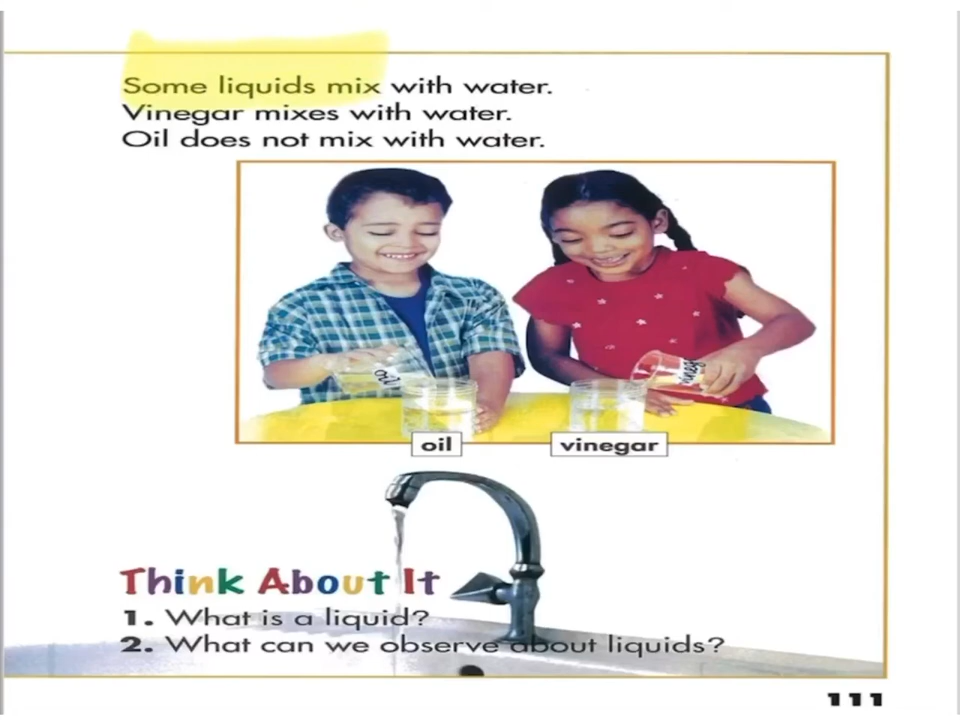 Some liquids mix with water.
Vinegar mixes with water.
Oil does not mix with water.
oil
oil vinegar
Think About It
1. What is a liquid?
2. What can we observe about liquids?
111